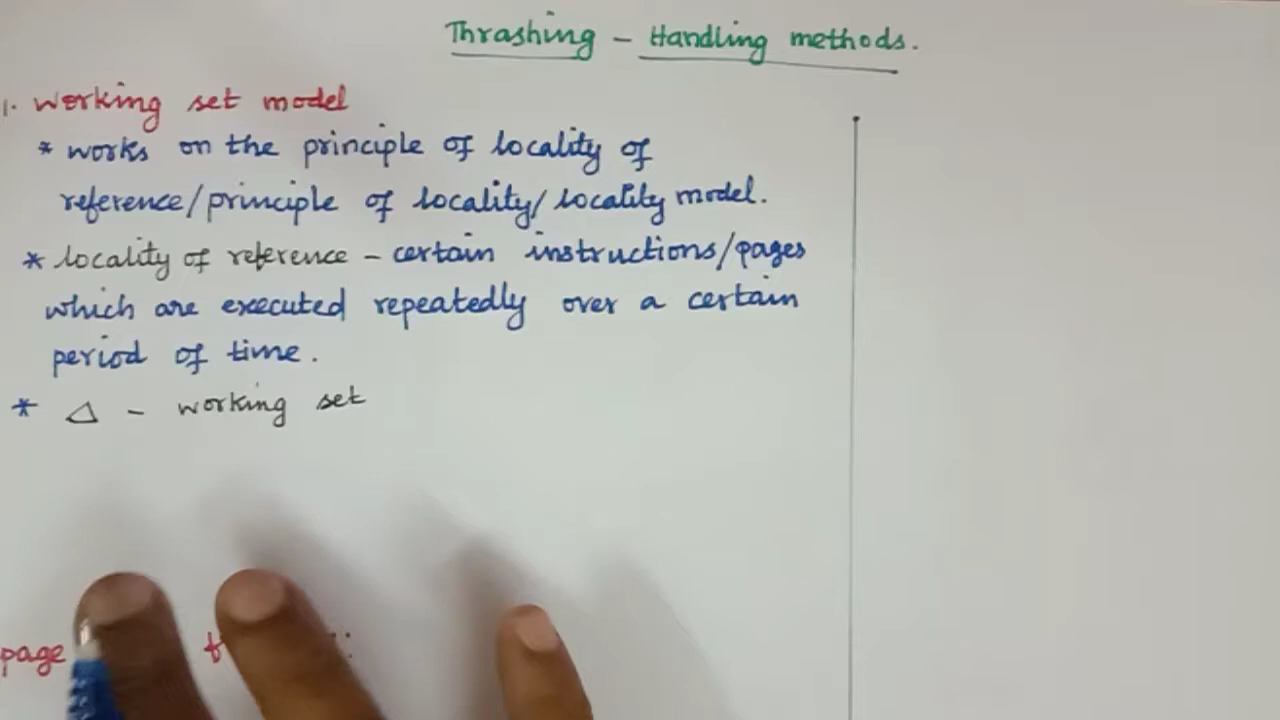 Thrashing - Handling methods.
1. Working set model
* works on the principle of locality of
reference/principle of locality/locality model.
* locality of reference - certain instructions/pages
which are executed repeatedly over a certain
period of time.
* Δ - working set
page